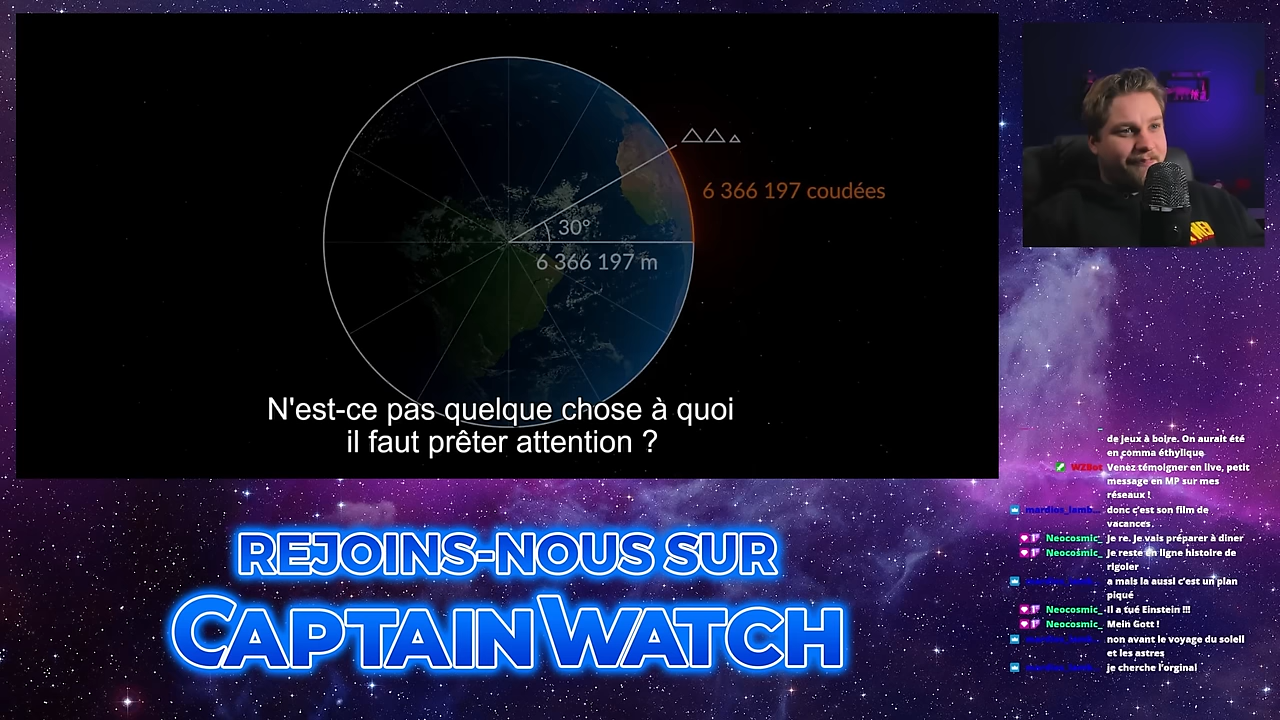 6 366 197 coudées
30°
6 366 197 m
N'est-ce pas quelque chose à quoi
il faut prêter attention ?
REJOINS-NOUS SUR
CAPTAINWATCH
de jeux à boire. On aurait été
en comma éthylique
WZBot Venez témoigner en live, petit
message en MP sur mes
réseaux !
mardios_lamb... donc c'est son film de
vacances
Neocosmic_ je re. Je vais préparer à diner
Neocosmic_ Je reste en ligne histoire de
rigoler
mardios_lamb... a mais la aussi c'est un plan
piqué
Neocosmic_ Il a tué Einstein !!!
Neocosmic_ Mein Gott !
mardios_lamb... non avant le voyage du soleil
et les astres
mardios_lamb... je cherche l'orginal